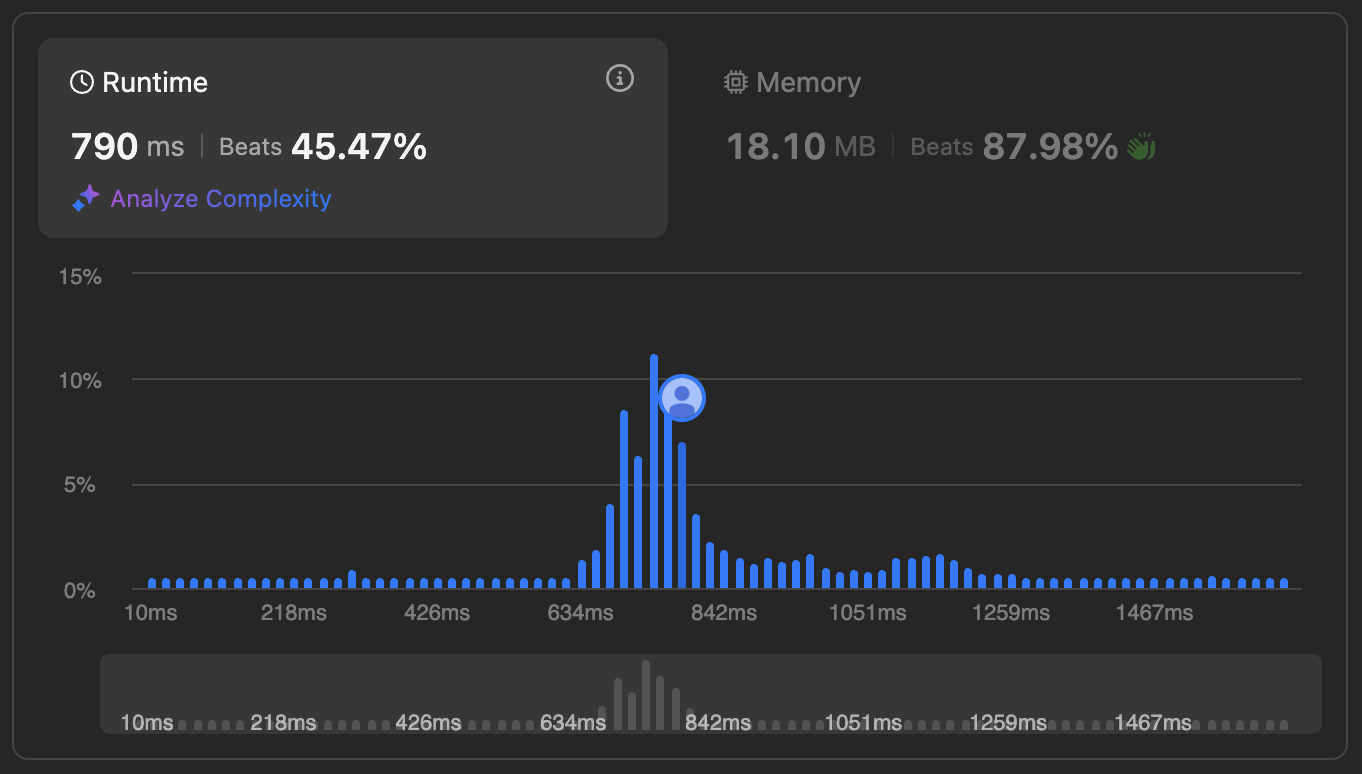 Runtime
790 ms | Beats 45.47%
Analyze Complexity
Memory
18.10 MB | Beats 87.98%
15%
10%
5%
0%
10ms 218ms 426ms 634ms 842ms 1051ms 1259ms 1467ms
10ms 218ms 426ms 634ms 842ms 1051ms 1259ms 1467ms